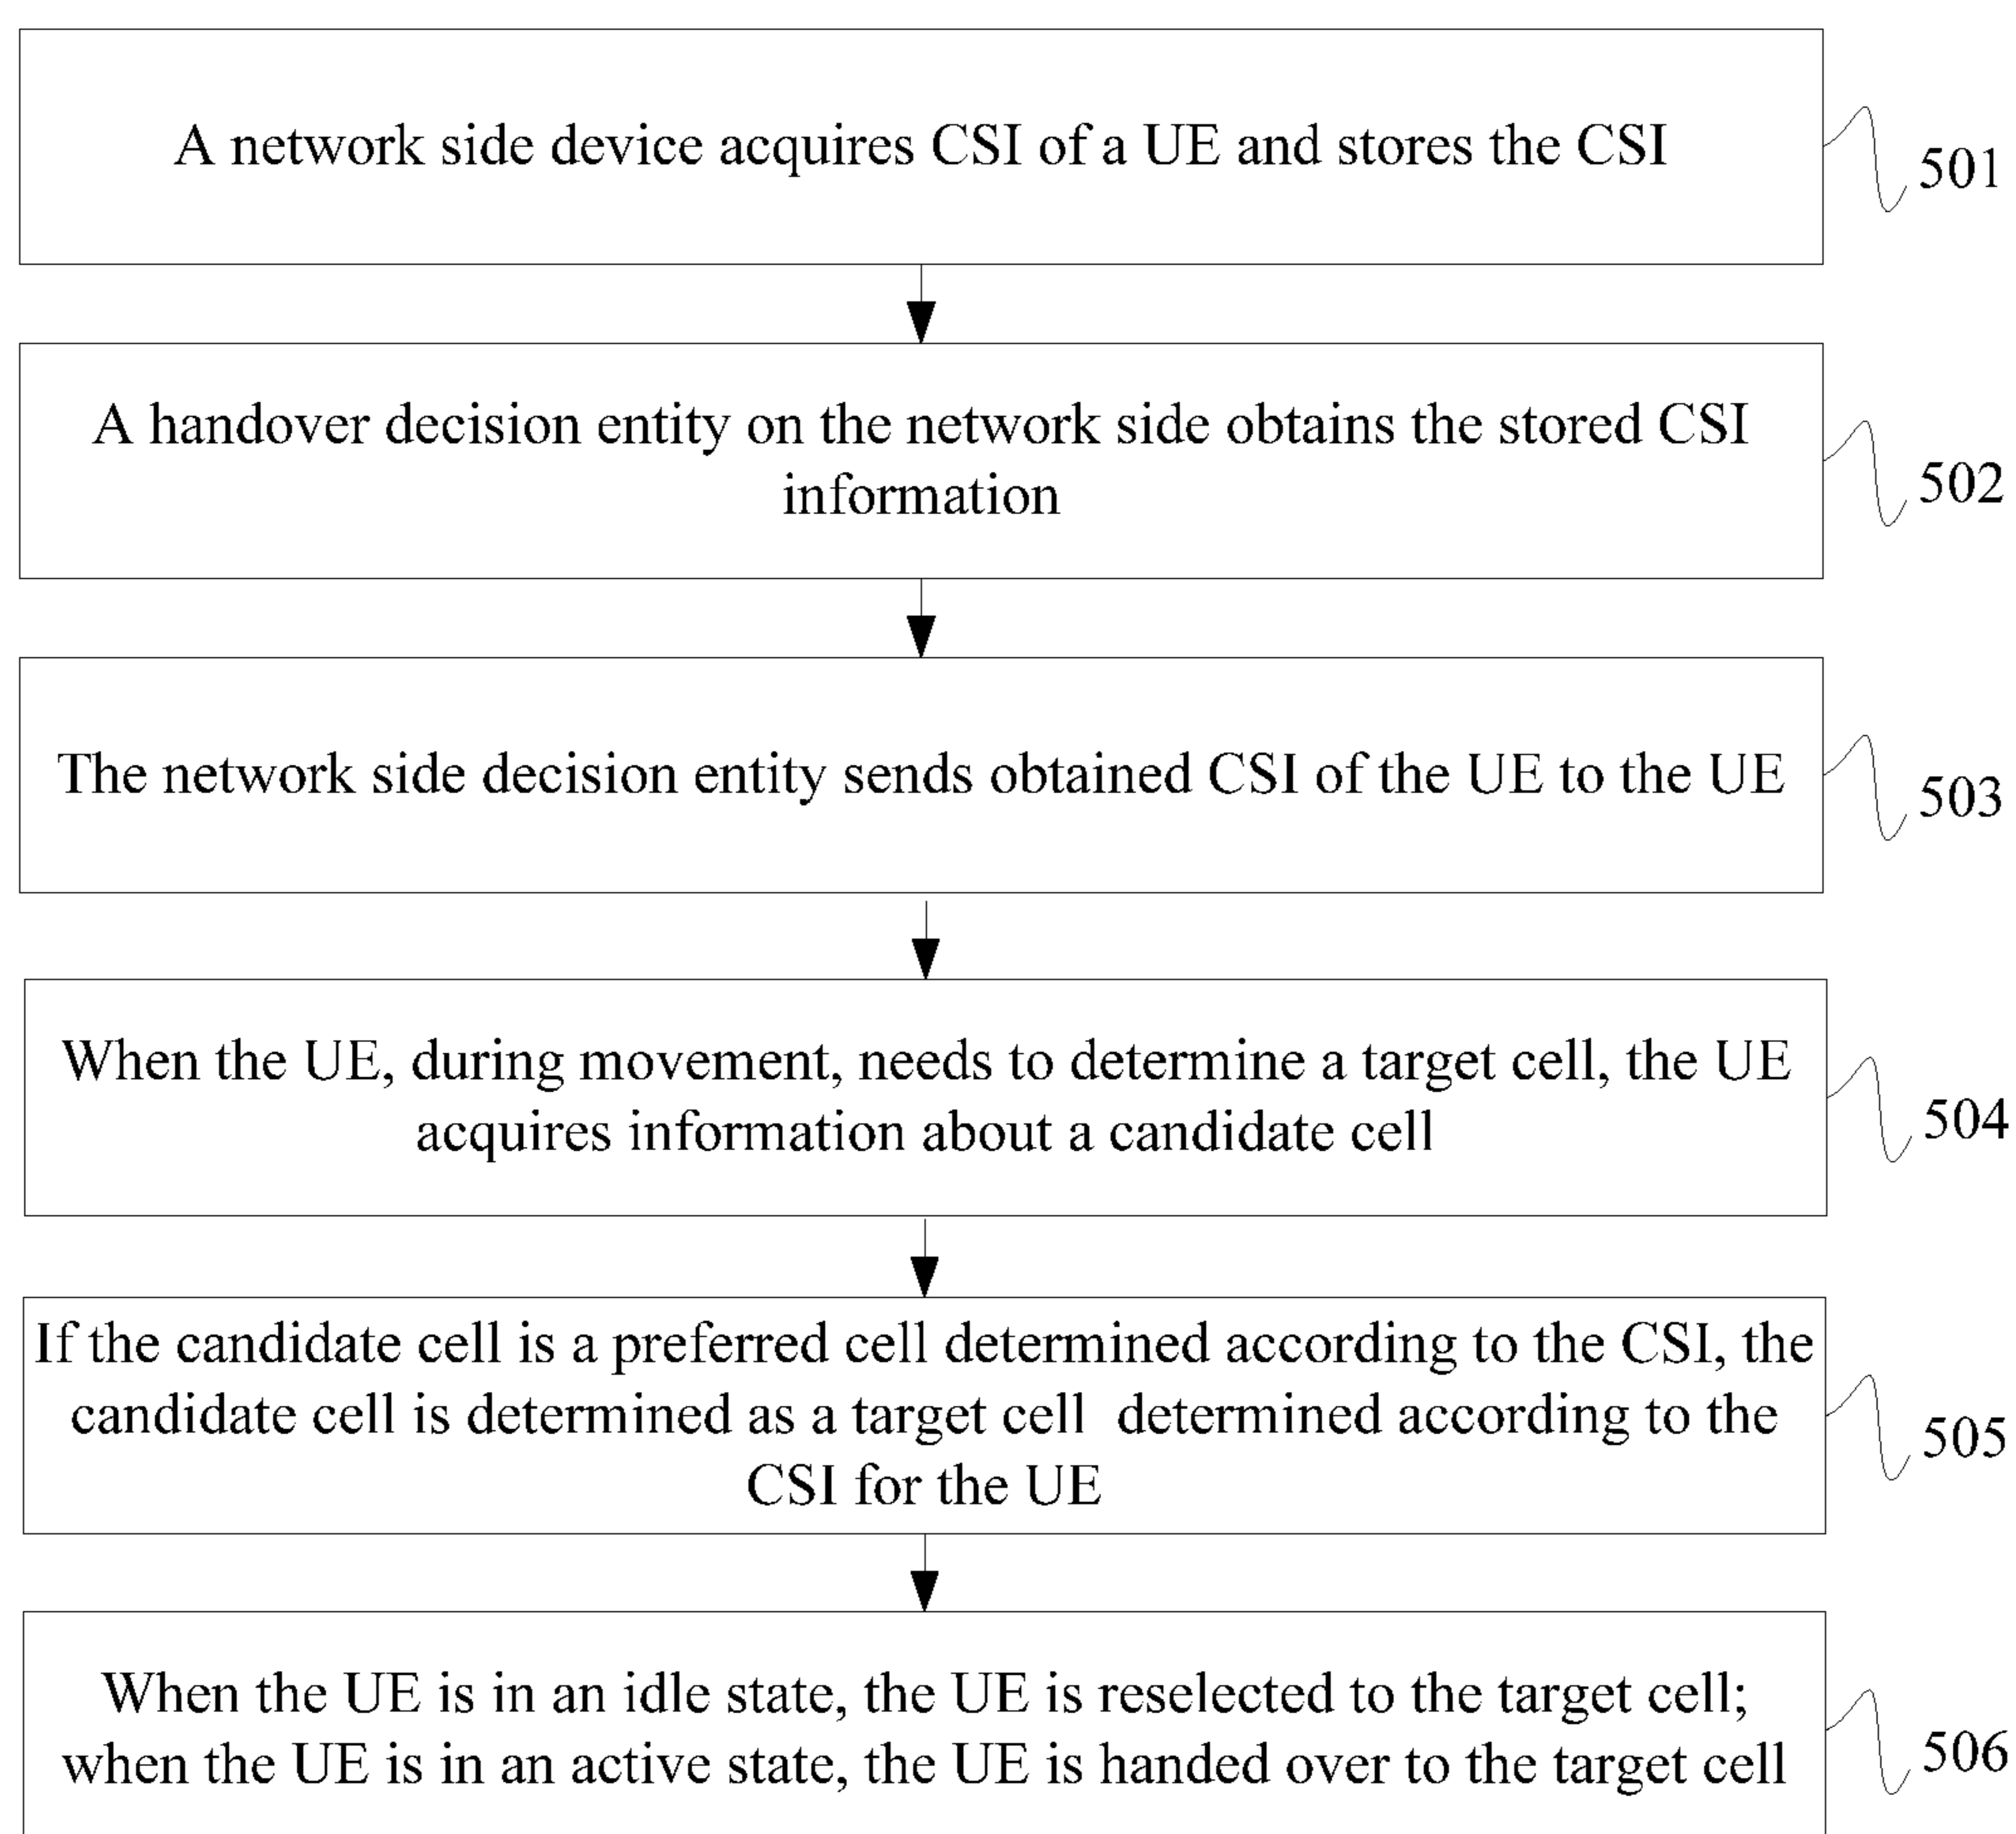 A network side device acquires CSI of a UE and stores the CSI
501
A handover decision entity on the network side obtains the stored CSI
information
502
The network side decision entity sends obtained CSI of the UE to the UE
503
When the UE, during movement, needs to determine a target cell, the UE
acquires information about a candidate cell
504
If the candidate cell is a preferred cell determined according to the CSI, the
candidate cell is determined as a target cell  determined according to the
CSI for the UE
505
When the UE is in an idle state, the UE is reselected to the target cell;
when the UE is in an active state, the UE is handed over to the target cell
506